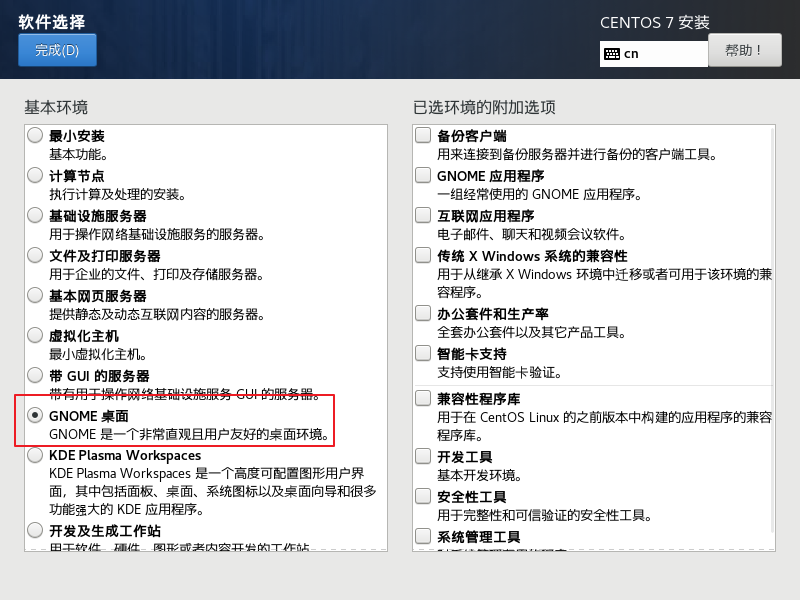 软件选择
完成(D)
CENTOS 7 安装
cn
帮助！
基本环境
最小安装
基本功能。
计算节点
执行计算及处理的安装。
基础设施服务器
用于操作网络基础设施服务的服务器。
文件及打印服务器
用于企业的文件、打印及存储服务器。
基本网页服务器
提供静态及动态互联网内容的服务器。
虚拟化主机
最小虚拟化主机。
带 GUI 的服务器
带有用于操作网络基础设施服务 GUI 的服务器。
GNOME 桌面
GNOME 是一个非常直观且用户友好的桌面环境。
KDE Plasma Workspaces
KDE Plasma Workspaces 是一个高度可配置图形用户界
面，其中包括面板、桌面、系统图标以及桌面向导和很多
功能强大的 KDE 应用程序。
开发及生成工作站
用于软件、硬件、图形或者内容开发的工作站。
已选环境的附加选项
备份客户端
用来连接到备份服务器并进行备份的客户端工具。
GNOME 应用程序
一组经常使用的 GNOME 应用程序。
互联网应用程序
电子邮件、聊天和视频会议软件。
传统 X Windows 系统的兼容性
用于从继承 X Windows 环境中迁移或者可用于该环境的兼
容程序。
办公套件和生产率
全套办公套件以及其它产品工具。
智能卡支持
支持使用智能卡验证。
兼容性程序库
用于在 CentOS Linux 的之前版本中构建的应用程序的兼容
程序库。
开发工具
基本开发环境。
安全性工具
用于完整性和可信验证的安全性工具。
系统管理工具